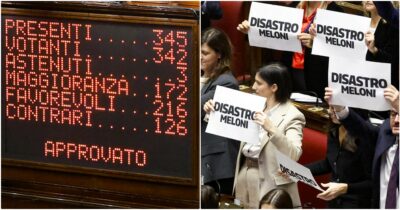 PRESENTI..... 345
VOTANTI...... 342
ASTENUTI..... 3
MAGGIORANZA 172
FAVOREVOLI... 216
CONTRARI..... 126
APPROVATO
DISASTRO
MELONI
DISASTRO
MELONI
DISASTRO
MELONI
DISASTRO
MELONI
DISASTRO